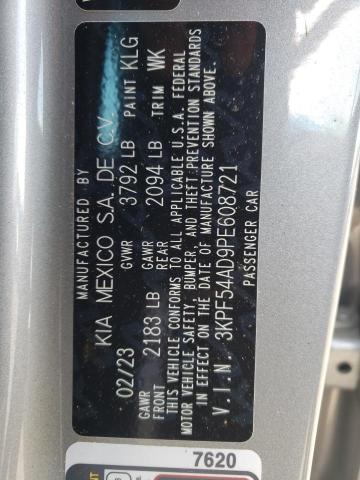 MANUFACTURED BY
KIA MEXICO S.A. DE C.V.
02/23 GVWR 3792 LB PAINT KLG
GAWR FRONT 2183 LB GAWR REAR 2094 LB TRIM WK
THIS VEHICLE CONFORMS TO ALL APPLICABLE U.S.A. FEDERAL
MOTOR VEHICLE SAFETY, BUMPER, AND THEFT PREVENTION STANDARDS
IN EFFECT ON THE DATE OF MANUFACTURE SHOWN ABOVE.
V.I.N. 3KPF54AD9PE608721
PASSENGER CAR
7620